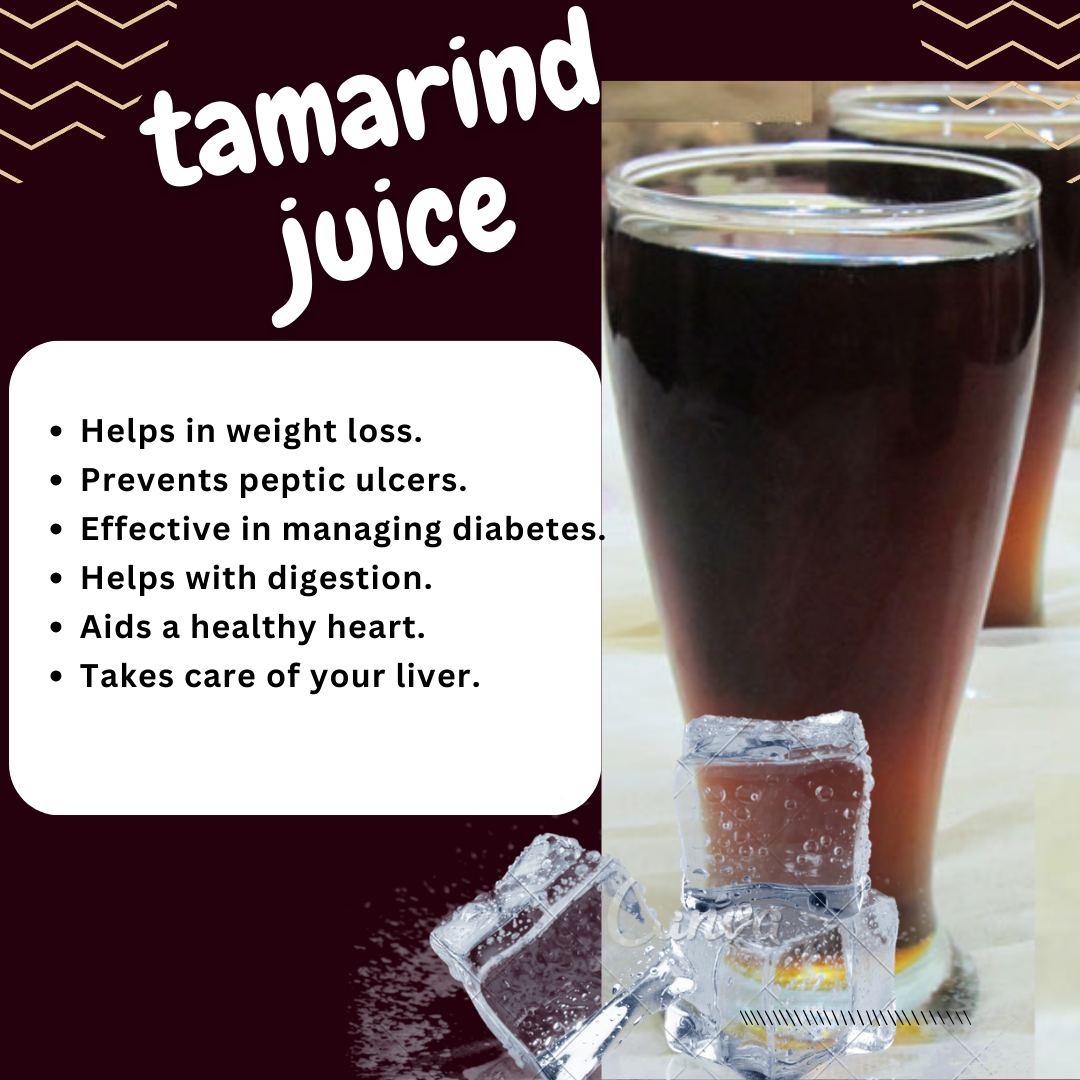 tamarind
juice
• Helps in weight loss.
• Prevents peptic ulcers.
• Effective in managing diabetes.
• Helps with digestion.
• Aids a healthy heart.
• Takes care of your liver.